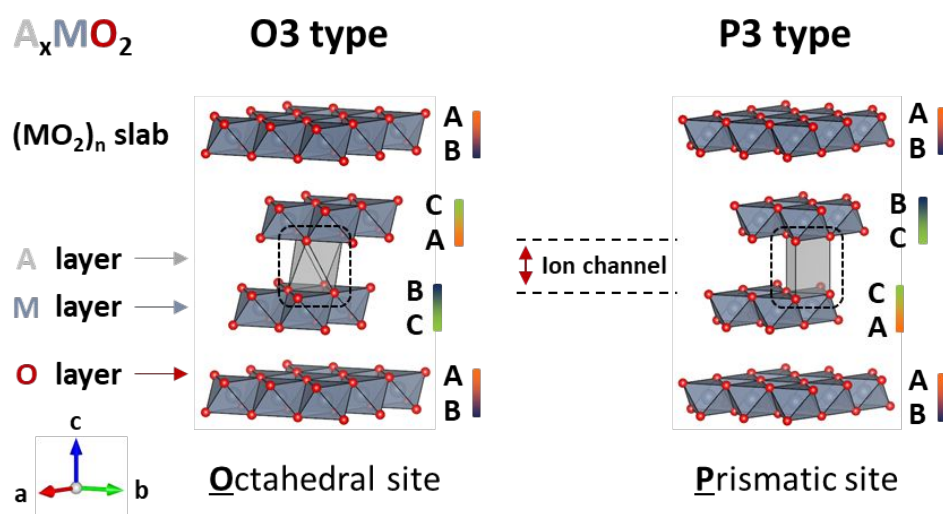 AxMO2
O3 type
P3 type
(MO2)n slab
A
B
A
B
C
A
B
C
A layer
Ion channel
M layer
B
C
C
A
O layer
A
B
A
B
c
a
b
Octahedral site
Prismatic site